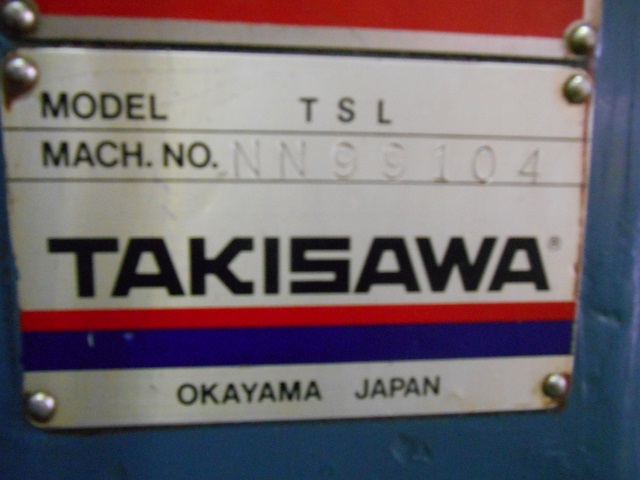 MODEL TSL
MACH. NO. NN99104
TAKISAWA®
OKAYAMA JAPAN